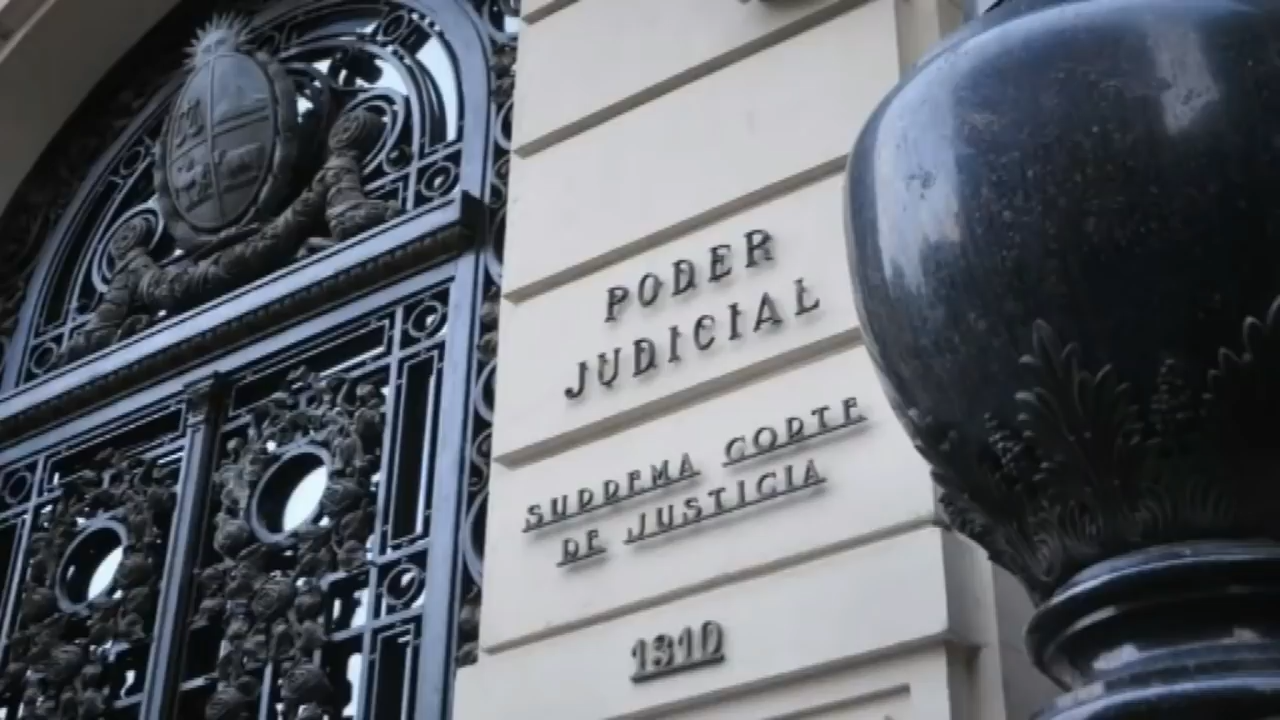 PODER
JUDICIAL
SUPREMA CORTE
DE JUSTICIA
1310